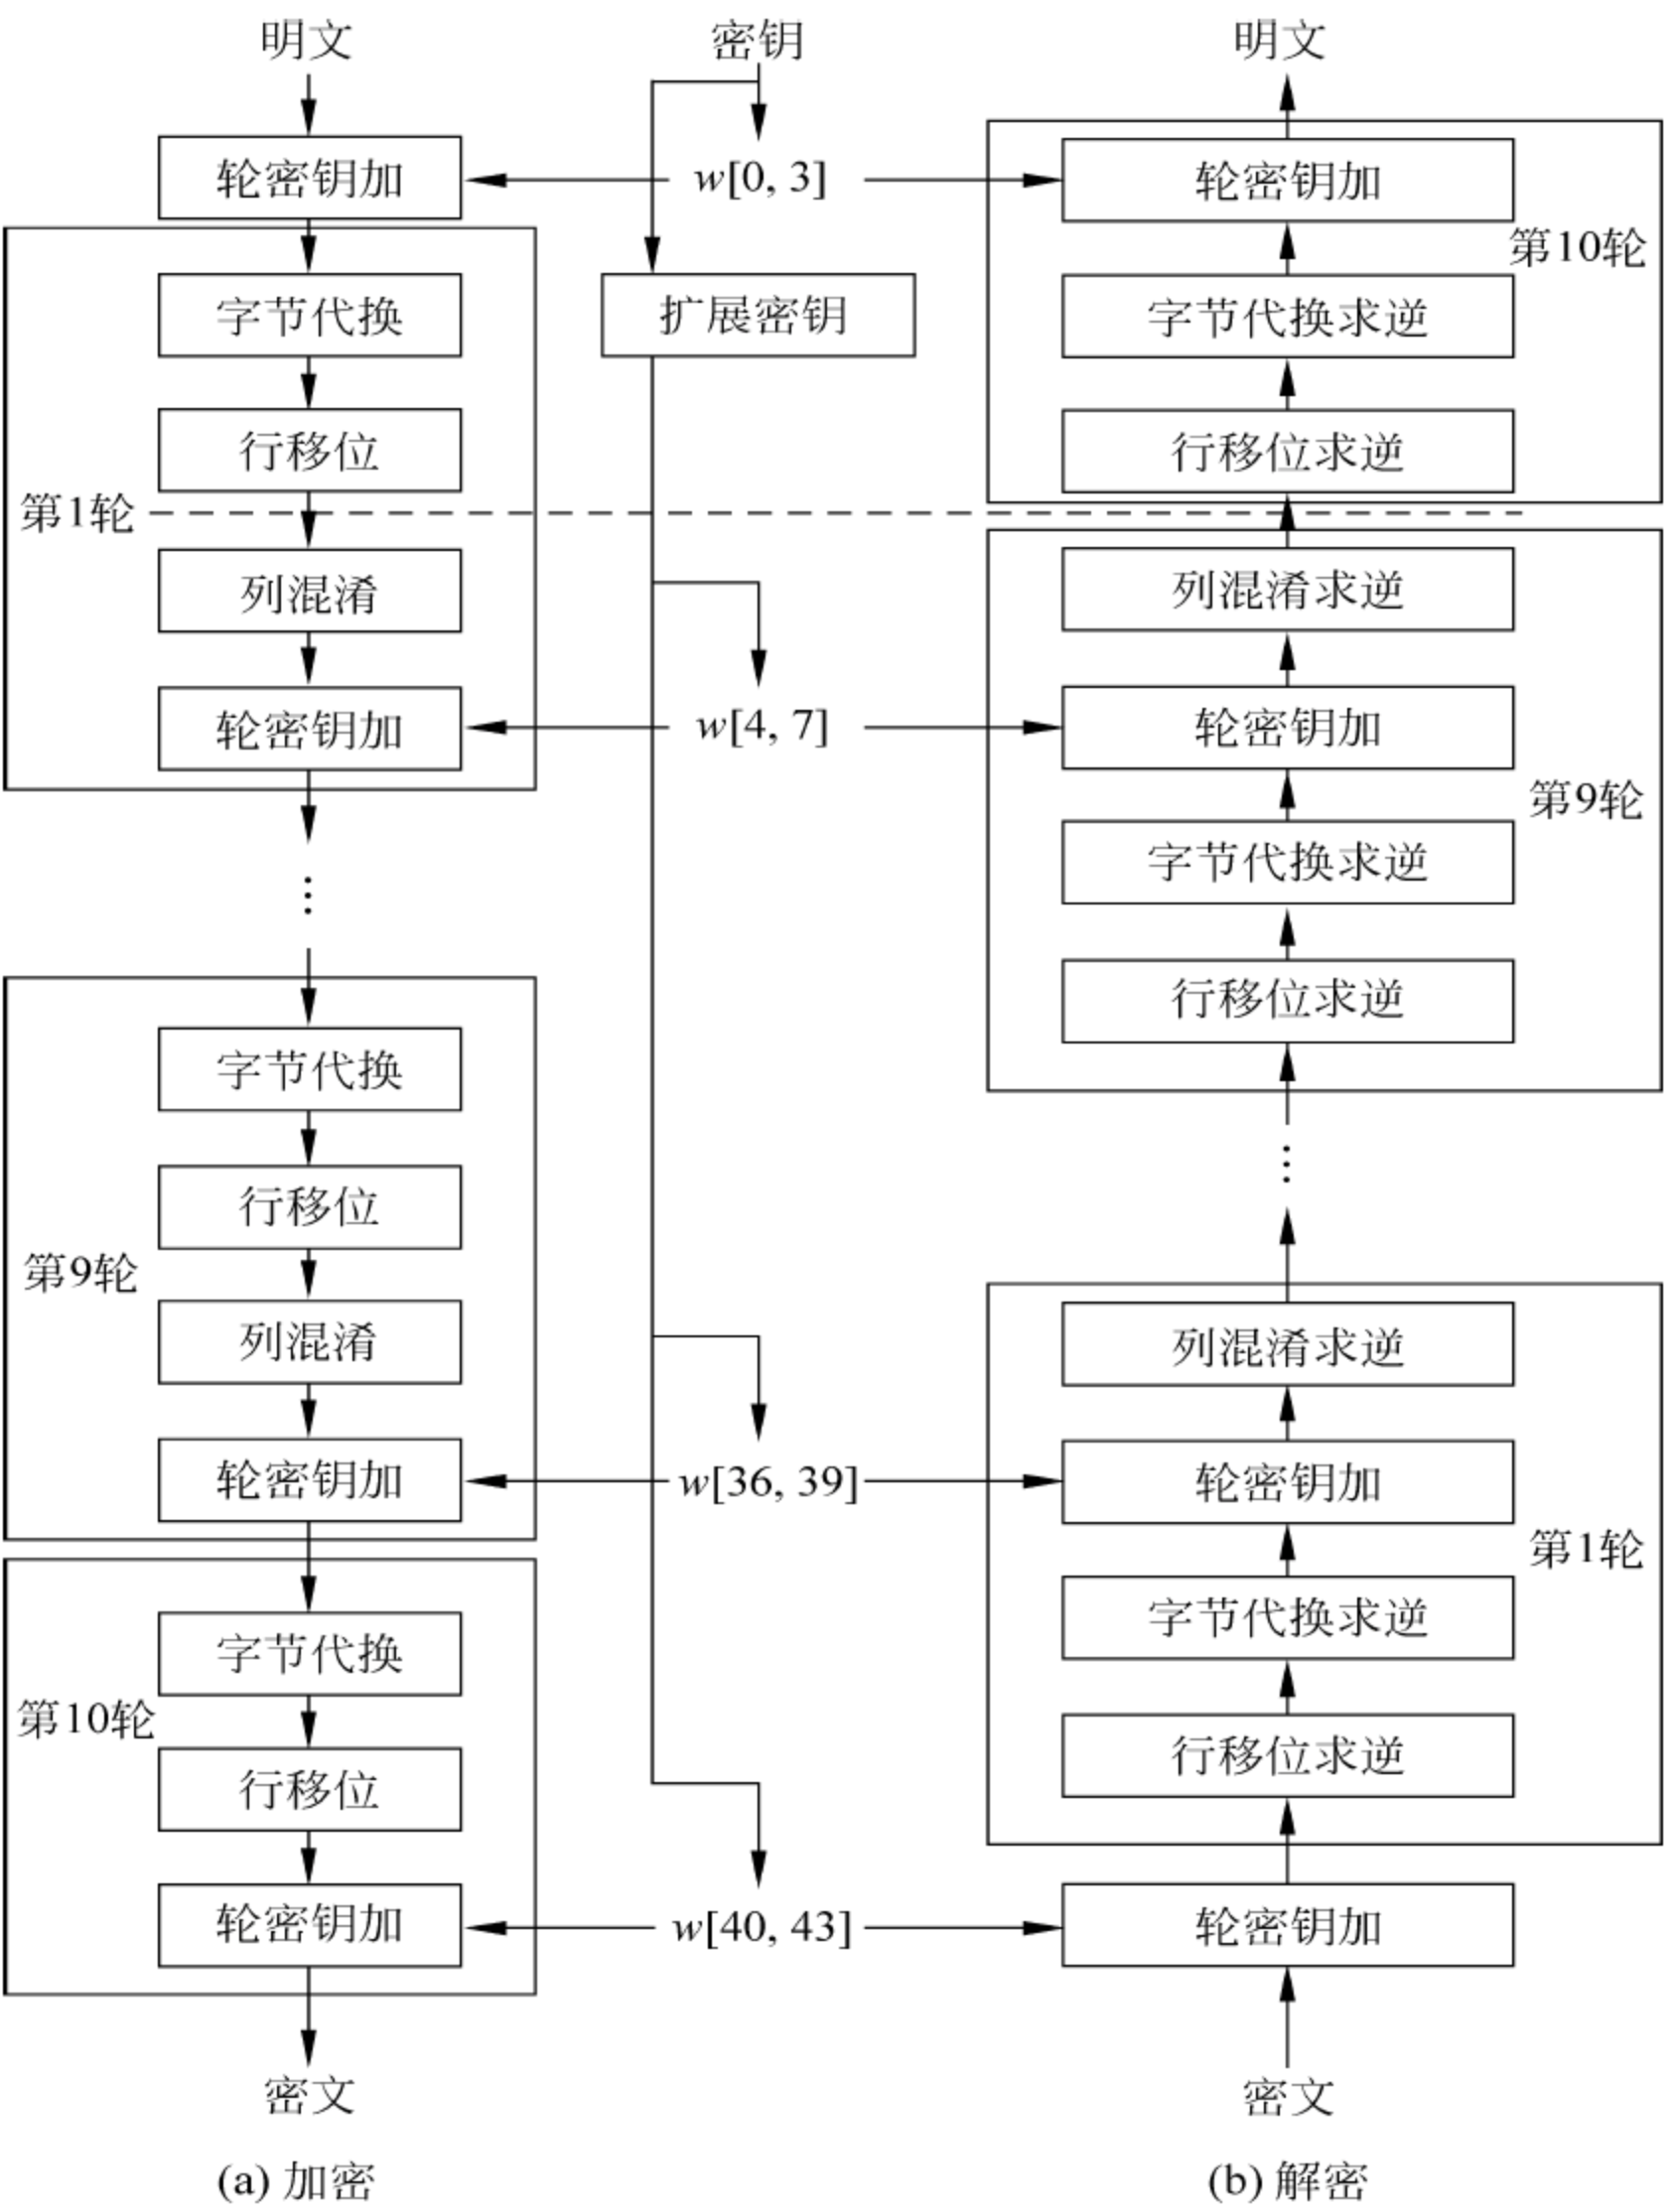 明文
密钥
明文
轮密钥加
w[0, 3]
轮密钥加
第10轮
字节代换
扩展密钥
字节代换求逆
行移位
行移位求逆
第1轮
列混淆
列混淆求逆
轮密钥加
w[4, 7]
轮密钥加
第9轮
字节代换求逆
⋮
行移位求逆
字节代换
⋮
行移位
第9轮
列混淆
列混淆求逆
轮密钥加
w[36, 39]
轮密钥加
第1轮
字节代换
字节代换求逆
第10轮
行移位
行移位求逆
轮密钥加
w[40, 43]
轮密钥加
密文
密文
(a) 加密
(b) 解密